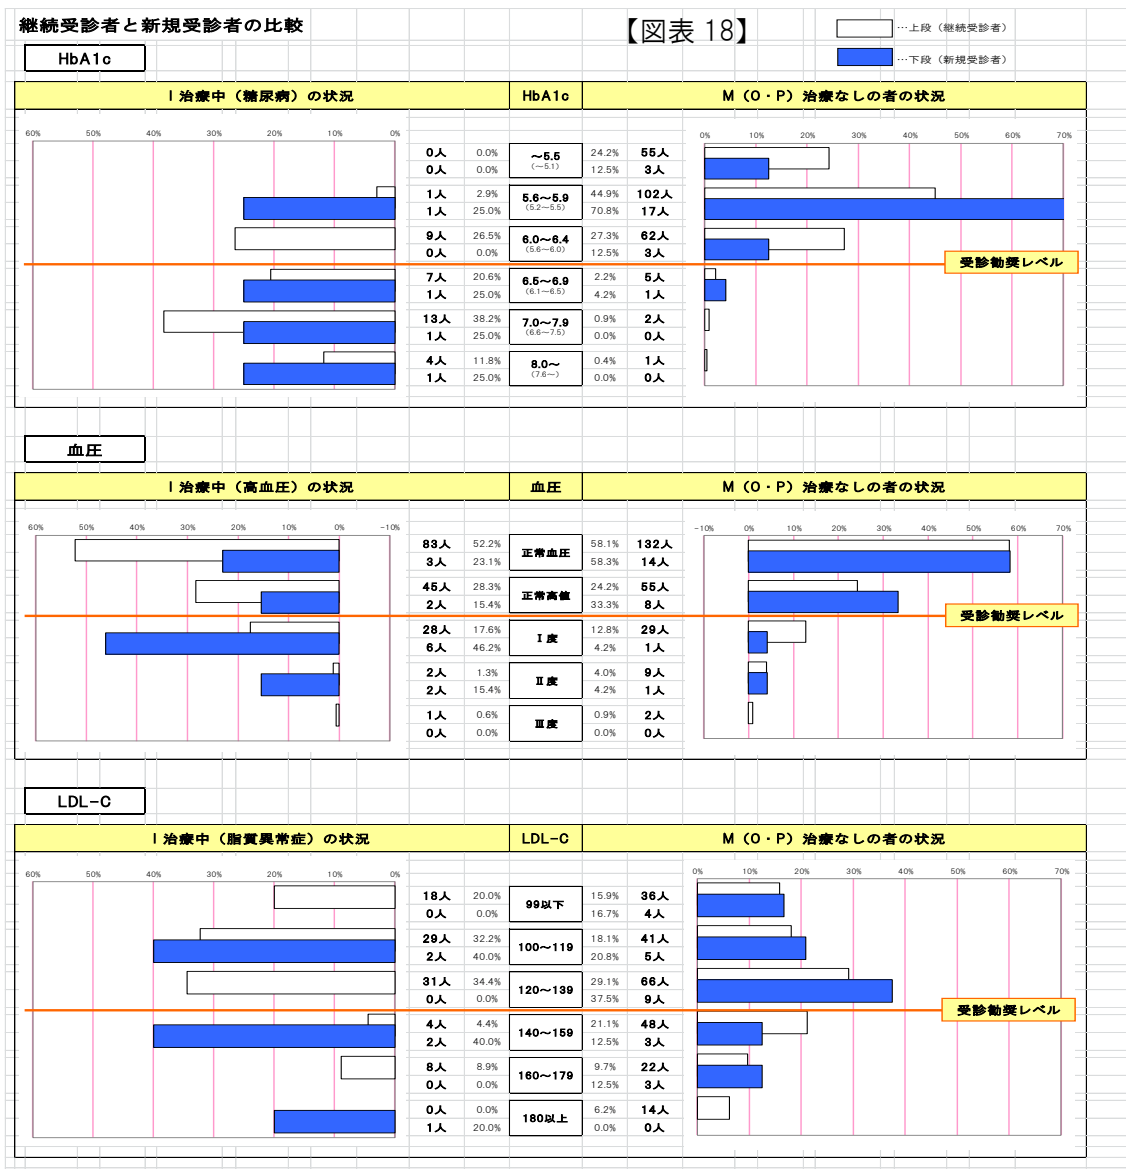 継続受診者と新規受診者の比較
【図表 18】
…上段（継続受診者）
…下段（新規受診者）
HbA1c
Ⅰ 治療中（糖尿病）の状況 HbA1c M（O・P）治療なしの者の状況
60% 50% 40% 30% 20% 10% 0% 0% 10% 20% 30% 40% 50% 60% 70%
0人 0.0% ～5.5 24.2% 55人
0人 0.0% （～5.1） 12.5% 3人
1人 2.9% 5.6～5.9 44.9% 102人
1人 25.0% （5.2～5.5） 70.8% 17人
9人 26.5% 6.0～6.4 27.3% 62人
0人 0.0% （5.6～6.0） 12.5% 3人
受診勧奨レベル
7人 20.6% 6.5～6.9 2.2% 5人
1人 25.0% （6.1～6.5） 4.2% 1人
13人 38.2% 7.0～7.9 0.9% 2人
1人 25.0% （6.6～7.5） 0.0% 0人
4人 11.8% 8.0～ 0.4% 1人
1人 25.0% （7.6～） 0.0% 0人
血圧
Ⅰ 治療中（高血圧）の状況 血圧 M（O・P）治療なしの者の状況
60% 50% 40% 30% 20% 10% 0% -10% -10% 0% 10% 20% 30% 40% 50% 60% 70%
83人 52.2% 正常血圧 58.1% 132人
3人 23.1% 58.3% 14人
45人 28.3% 正常高値 24.2% 55人
2人 15.4% 33.3% 8人
受診勧奨レベル
28人 17.6% Ⅰ度 12.8% 29人
6人 46.2% 4.2% 1人
2人 1.3% Ⅱ度 4.0% 9人
2人 15.4% 4.2% 1人
1人 0.6% Ⅲ度 0.9% 2人
0人 0.0% 0.0% 0人
LDL-C
Ⅰ 治療中（脂質異常症）の状況 LDL-C M（O・P）治療なしの者の状況
60% 50% 40% 30% 20% 10% 0% 0% 10% 20% 30% 40% 50% 60% 70%
18人 20.0% 99以下 15.9% 36人
0人 0.0% 16.7% 4人
29人 32.2% 100～119 18.1% 41人
2人 40.0% 20.8% 5人
31人 34.4% 120～139 29.1% 66人
0人 0.0% 37.5% 9人
受診勧奨レベル
4人 4.4% 140～159 21.1% 48人
2人 40.0% 12.5% 3人
8人 8.9% 160～179 9.7% 22人
0人 0.0% 12.5% 3人
0人 0.0% 180以上 6.2% 14人
1人 20.0% 0.0% 0人